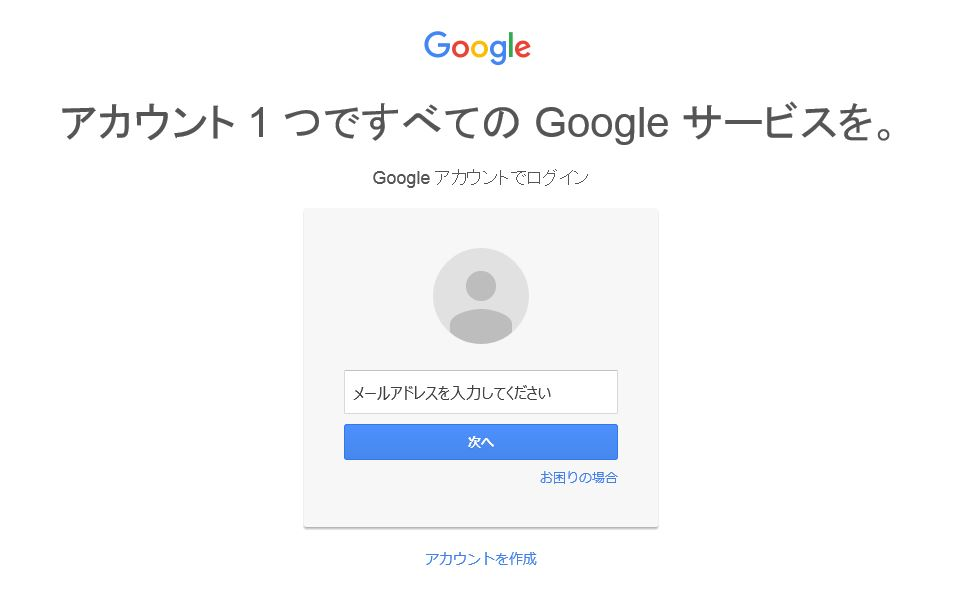 Google
アカウント 1 つですべての Google サービスを。
Google アカウントでログイン
メールアドレスを入力してください
次へ
お困りの場合
アカウントを作成